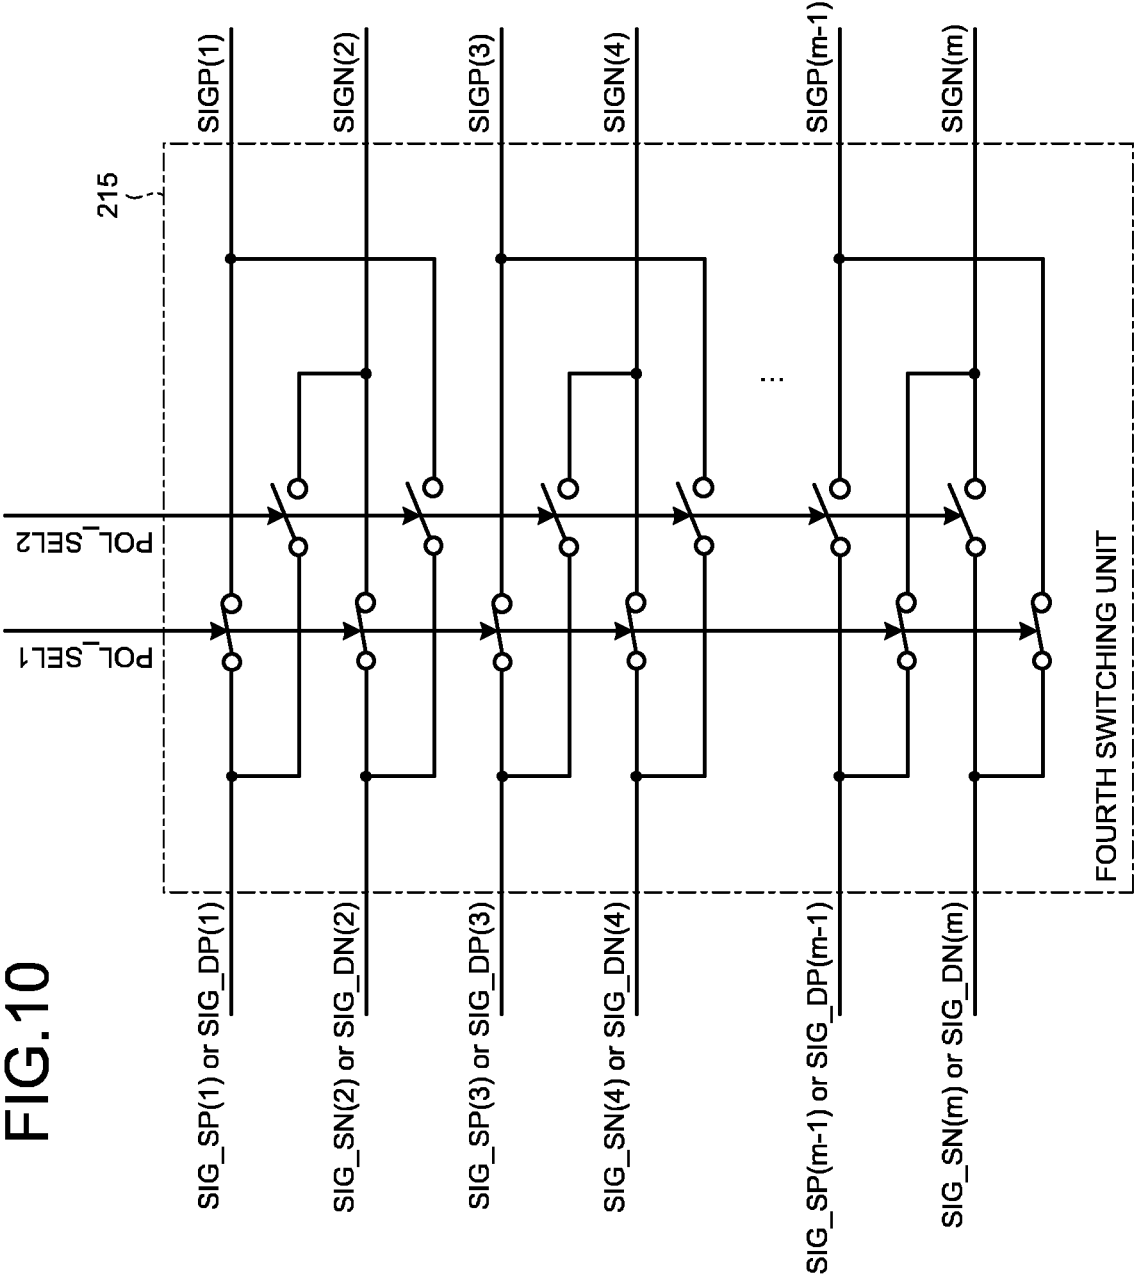 FIG.10
POL_SEL1
POL_SEL2
215
SIG_SP(1) or SIG_DP(1)
SIGP(1)
SIG_SN(2) or SIG_DN(2)
SIGN(2)
SIG_SP(3) or SIG_DP(3)
SIGP(3)
SIG_SN(4) or SIG_DN(4)
SIGN(4)
...
SIG_SP(m-1) or SIG_DP(m-1)
SIGP(m-1)
SIG_SN(m) or SIG_DN(m)
SIGN(m)
FOURTH SWITCHING UNIT